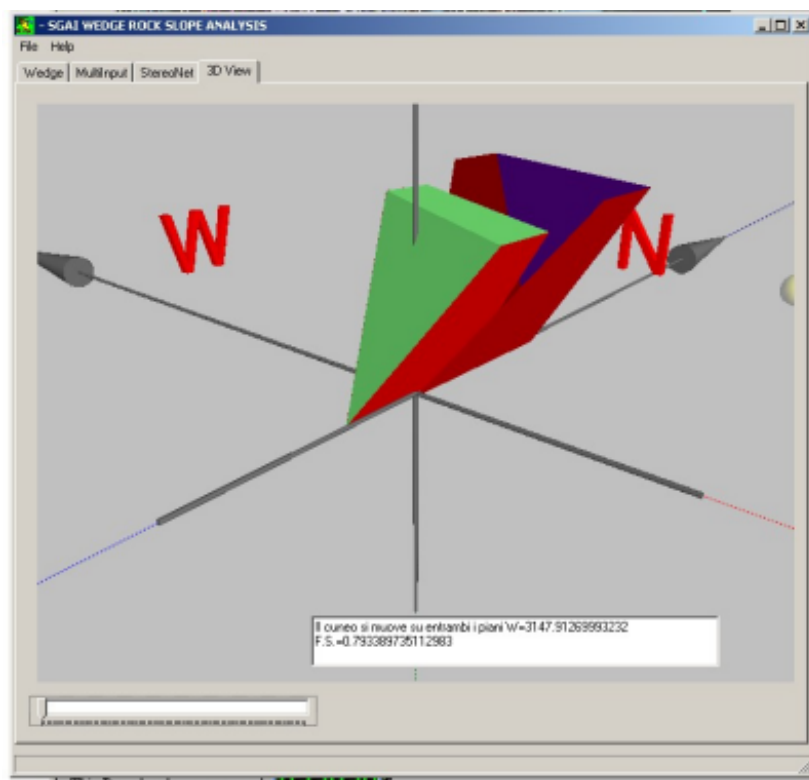 - SGAI WEDGE ROCK SLOPE ANALYSIS
File Help
Wedge MultiInput StereoNet 3D View
W
N
Il cuneo si muove su entrambi i piani W=3147.91269993232
F.S.=0.793389735112983